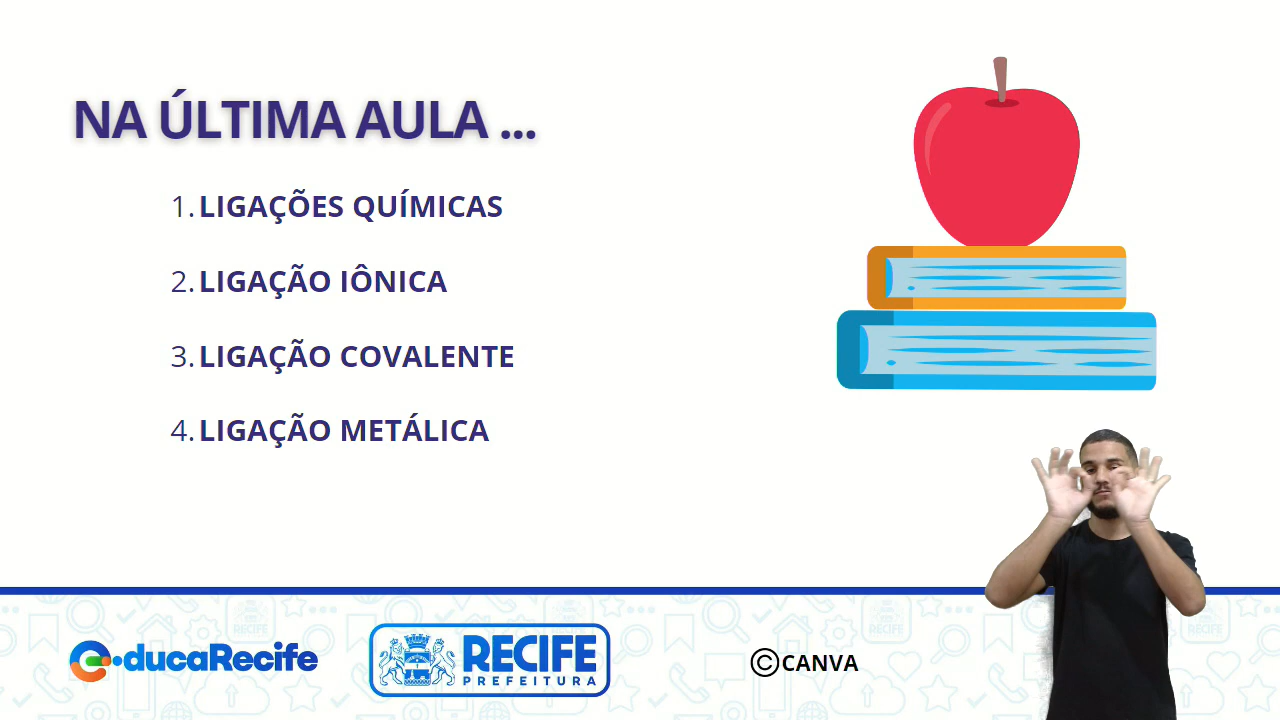 NA ÚLTIMA AULA ...
1. LIGAÇÕES QUÍMICAS
2. LIGAÇÃO IÔNICA
3. LIGAÇÃO COVALENTE
4. LIGAÇÃO METÁLICA
educaRecife
RECIFE
PREFEITURA
© CANVA